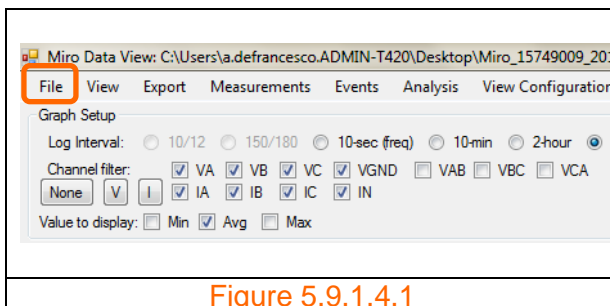 Miro Data View: C:\Users\a.defrancesco.ADMIN-T420\Desktop\Miro_15749009_201
File View Export Measurements Events Analysis View Configuration
Graph Setup
Log Interval: 10/12 150/180 10-sec (freq) 10-min 2-hour
Channel filter: VA VB VC VGND VAB VBC VCA
None V I IA IB IC IN
Value to display: Min Avg Max
Figure 5.9.1.4.1